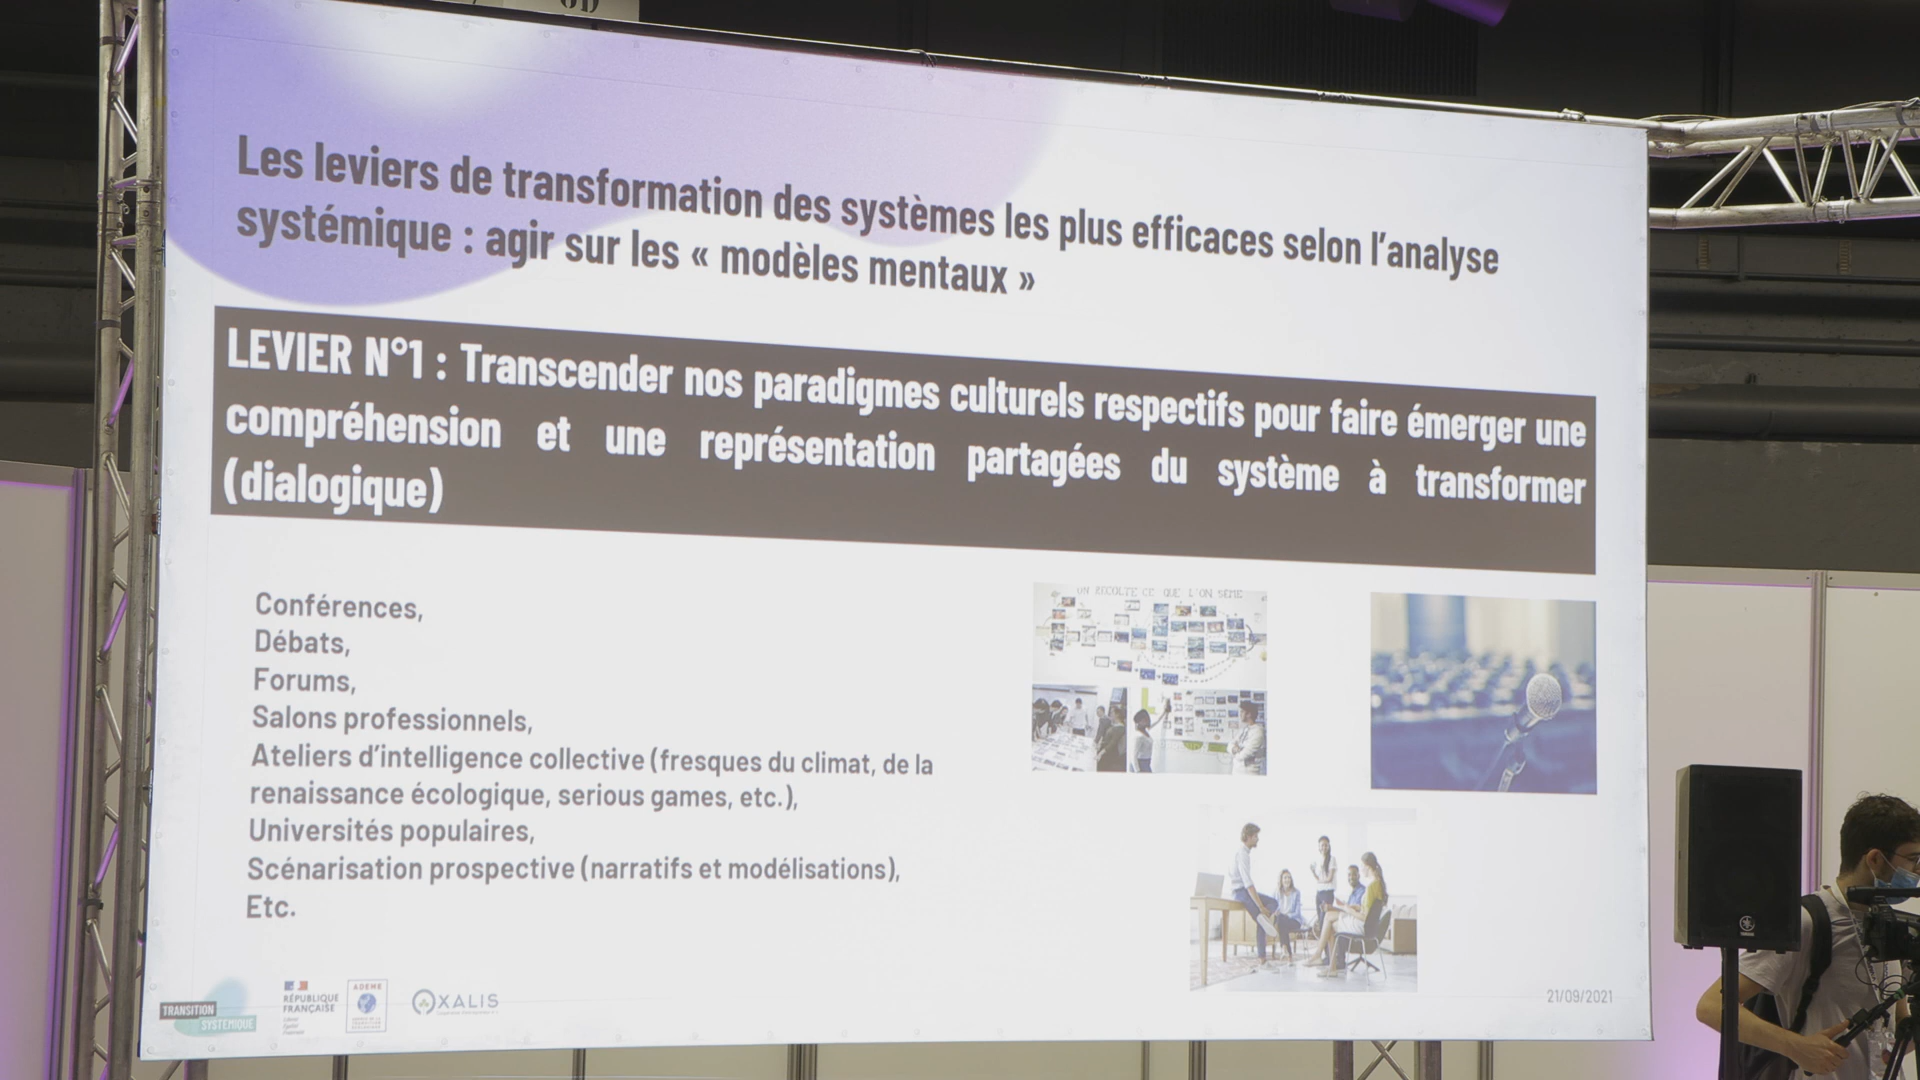 Les leviers de transformation des systèmes les plus efficaces selon l'analyse
systémique : agir sur les « modèles mentaux »
LEVIER N°1 : Transcender nos paradigmes culturels respectifs pour faire émerger une
compréhension et une représentation partagées du système à transformer
(dialogique)
Conférences,
Débats,
Forums,
Salons professionnels,
Ateliers d'intelligence collective (fresques du climat, de la
renaissance écologique, serious games, etc.),
Universités populaires,
Scénarisation prospective (narratifs et modélisations),
Etc.
ON RÉCOLTE CE QUE L'ON SÈME
TRANSITION
SYSTEMIQUE
RÉPUBLIQUE
FRANÇAISE
ADEME
OXALIS
21/09/2021